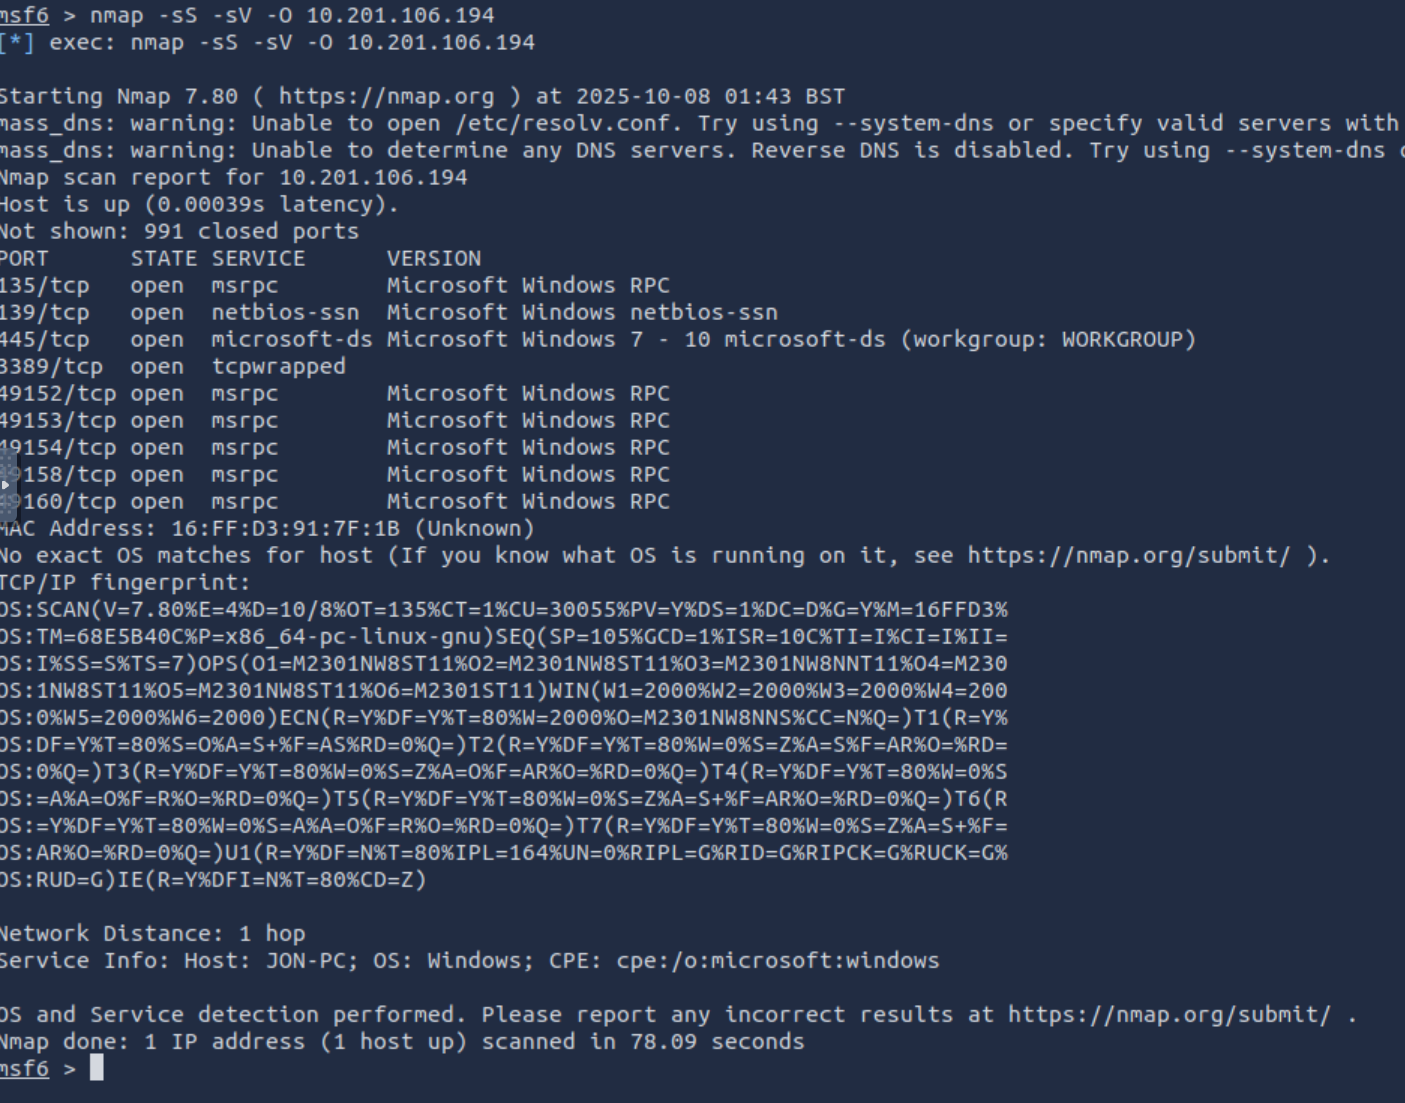 msf6 > nmap -sS -sV -O 10.201.106.194
[*] exec: nmap -sS -sV -O 10.201.106.194
Starting Nmap 7.80 ( https://nmap.org ) at 2025-10-08 01:43 BST
mass_dns: warning: Unable to open /etc/resolv.conf. Try using --system-dns or specify valid servers with
mass_dns: warning: Unable to determine any DNS servers. Reverse DNS is disabled. Try using --system-dns
Nmap scan report for 10.201.106.194
Host is up (0.00039s latency).
Not shown: 991 closed ports
PORT      STATE SERVICE      VERSION
135/tcp   open  msrpc        Microsoft Windows RPC
139/tcp   open  netbios-ssn  Microsoft Windows netbios-ssn
445/tcp   open  microsoft-ds Microsoft Windows 7 - 10 microsoft-ds (workgroup: WORKGROUP)
3389/tcp  open  tcpwrapped
49152/tcp open  msrpc        Microsoft Windows RPC
49153/tcp open  msrpc        Microsoft Windows RPC
49154/tcp open  msrpc        Microsoft Windows RPC
49158/tcp open  msrpc        Microsoft Windows RPC
49160/tcp open  msrpc        Microsoft Windows RPC
MAC Address: 16:FF:D3:91:7F:1B (Unknown)
No exact OS matches for host (If you know what OS is running on it, see https://nmap.org/submit/ ).
TCP/IP fingerprint:
OS:SCAN(V=7.80%E=4%D=10/8%OT=135%CT=1%CU=30055%PV=Y%DS=1%DC=D%G=Y%M=16FFD3%
OS:TM=68E5B40C%P=x86_64-pc-linux-gnu)SEQ(SP=105%GCD=1%ISR=10C%TI=I%CI=I%II=
OS:I%SS=S%TS=7)OPS(O1=M2301NW8ST11%O2=M2301NW8ST11%O3=M2301NW8NNT11%O4=M230
OS:1NW8ST11%O5=M2301NW8ST11%O6=M2301ST11)WIN(W1=2000%W2=2000%W3=2000%W4=200
OS:0%W5=2000%W6=2000)ECN(R=Y%DF=Y%T=80%W=2000%O=M2301NW8NNS%CC=N%Q=)T1(R=Y%
OS:DF=Y%T=80%S=O%A=S+%F=AS%RD=0%Q=)T2(R=Y%DF=Y%T=80%W=0%S=Z%A=S%F=AR%O=%RD=
OS:0%Q=)T3(R=Y%DF=Y%T=80%W=0%S=Z%A=O%F=AR%O=%RD=0%Q=)T4(R=Y%DF=Y%T=80%W=0%S
OS:=A%A=O%F=R%O=%RD=0%Q=)T5(R=Y%DF=Y%T=80%W=0%S=Z%A=S+%F=AR%O=%RD=0%Q=)T6(R
OS:=Y%DF=Y%T=80%W=0%S=A%A=O%F=R%O=%RD=0%Q=)T7(R=Y%DF=Y%T=80%W=0%S=Z%A=S+%F=
OS:AR%O=%RD=0%Q=)U1(R=Y%DF=N%T=80%IPL=164%UN=0%RIPL=G%RID=G%RIPCK=G%RUCK=G%
OS:RUD=G)IE(R=Y%DFI=N%T=80%CD=Z)
Network Distance: 1 hop
Service Info: Host: JON-PC; OS: Windows; CPE: cpe:/o:microsoft:windows
OS and Service detection performed. Please report any incorrect results at https://nmap.org/submit/ .
Nmap done: 1 IP address (1 host up) scanned in 78.09 seconds
msf6 >